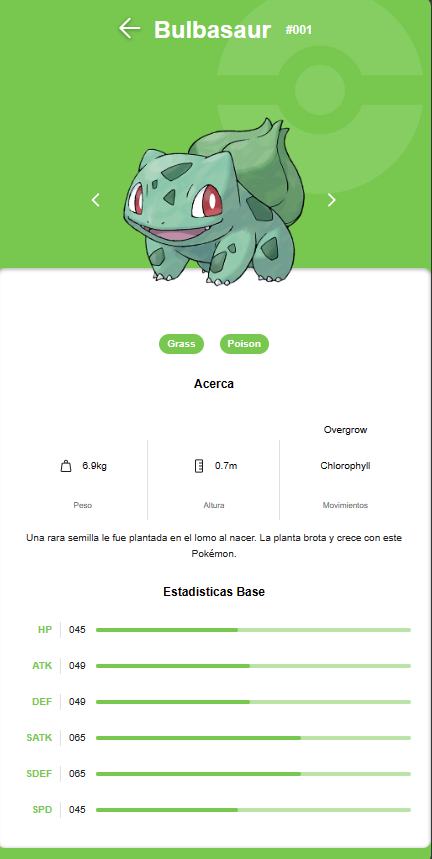 Bulbasaur #001
Grass Poison
Acerca
Overgrow
6.9kg 0.7m Chlorophyll
Peso Altura Movimientos
Una rara semilla le fue plantada en el lomo al nacer. La planta brota y crece con este
Pokémon.
Estadisticas Base
HP 045
ATK 049
DEF 049
SATK 065
SDEF 065
SPD 045